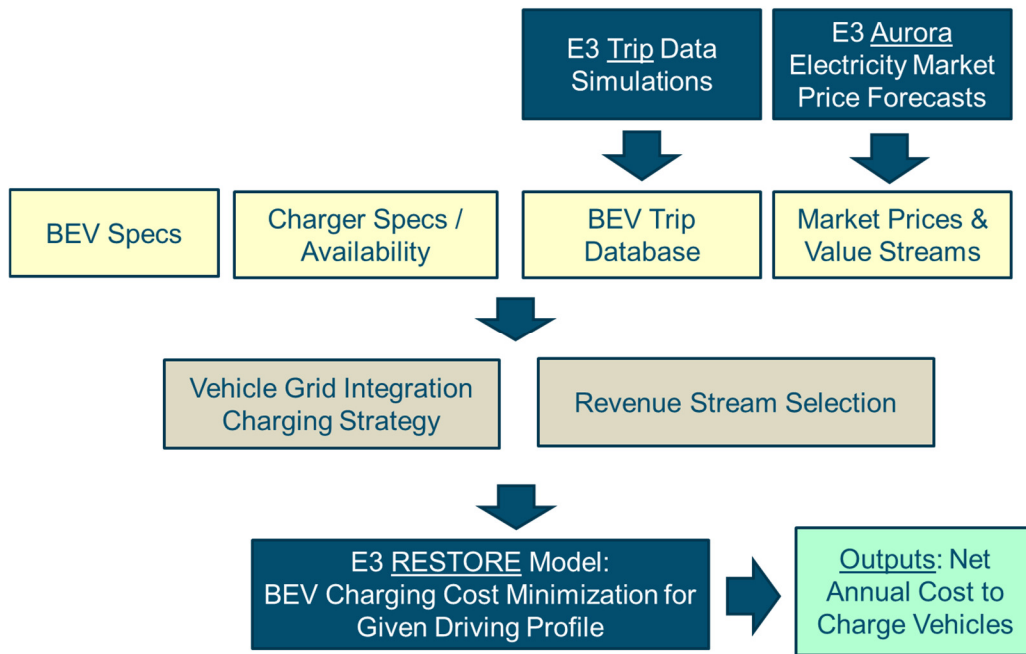 E3 Trip Data
Simulations
E3 Aurora
Electricity Market
Price Forecasts
BEV Specs
Charger Specs /
Availability
BEV Trip
Database
Market Prices &
Value Streams
Vehicle Grid Integration
Charging Strategy
Revenue Stream Selection
E3 RESTORE Model:
BEV Charging Cost Minimization for
Given Driving Profile
Outputs: Net
Annual Cost to
Charge Vehicles